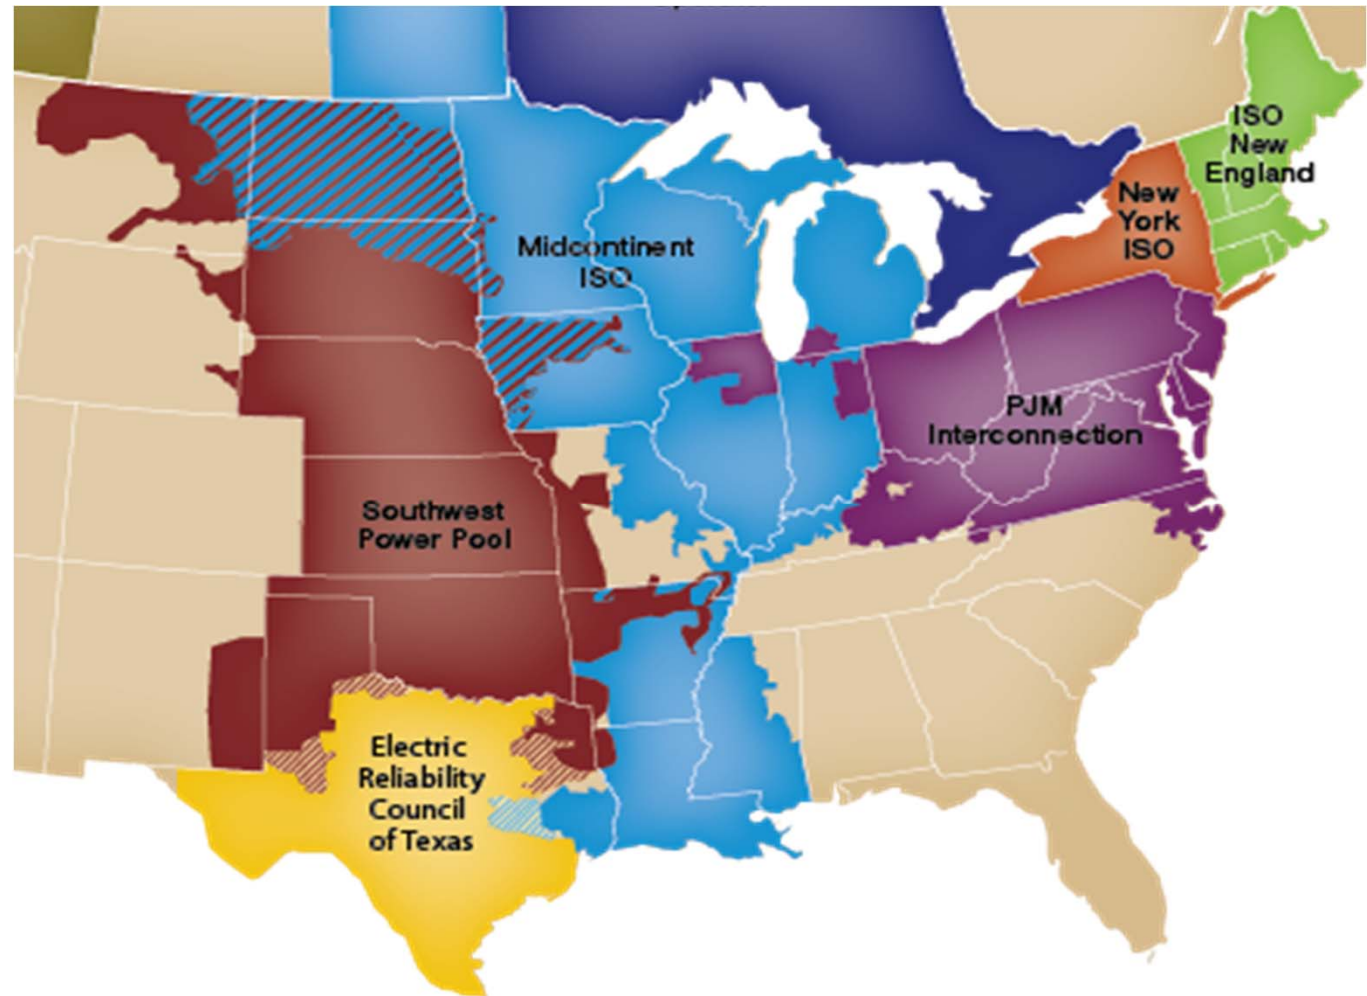 ISO
New
England
New
York
ISO
Midcontinent
ISO
PJM
Interconnection
Southwest
Power Pool
Electric
Reliability
Council
of Texas